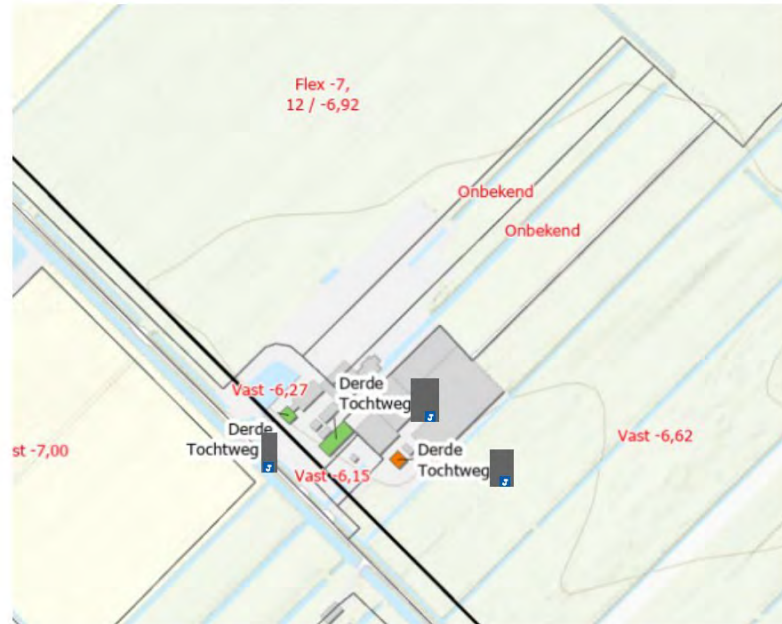 Flex -7,
12 / -6,92
Onbekend
Onbekend
Vast -6,27
Derde
Tochtweg
Derde
Tochtweg
Derde
Tochtweg
Vast -6,15
Vast -6,62
st -7,00